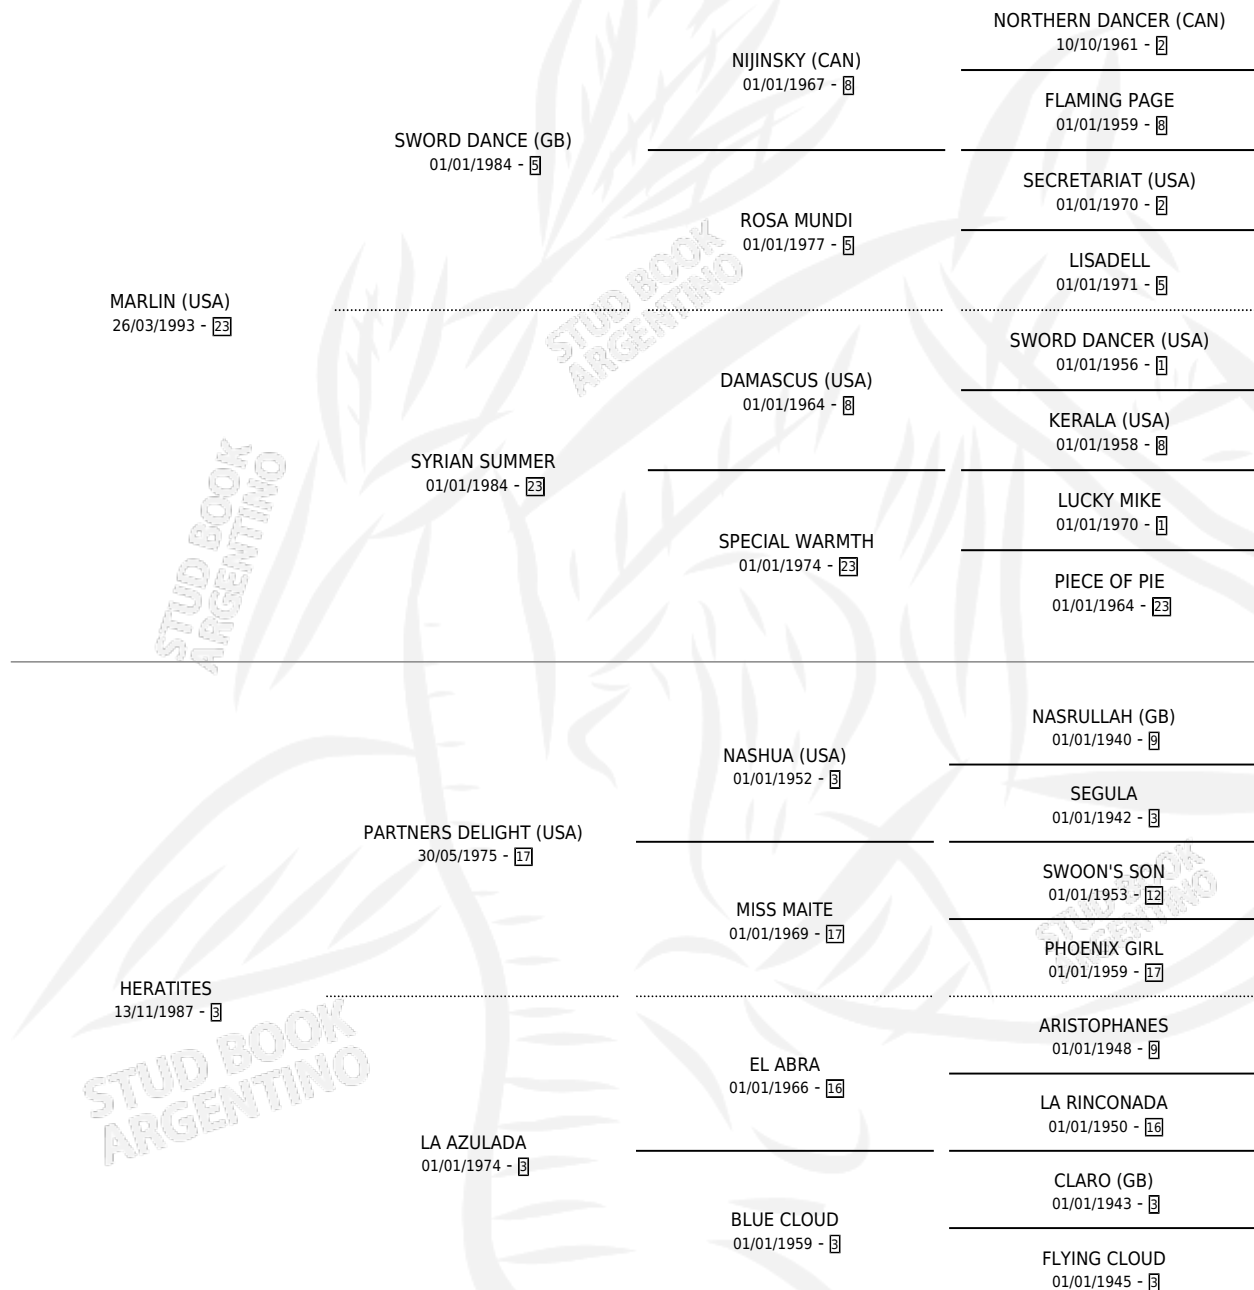 NORTHERN DANCER (CAN)
10/10/1961 - 2
NIJINSKY (CAN)
01/01/1967 - 8
FLAMING PAGE
01/01/1959 - 8
SWORD DANCE (GB)
01/01/1984 - 5
SECRETARIAT (USA)
01/01/1970 - 2
ROSA MUNDI
01/01/1977 - 5
LISADELL
01/01/1971 - 5
MARLIN (USA)
26/03/1993 - 23
SWORD DANCER (USA)
01/01/1956 - 1
DAMASCUS (USA)
01/01/1964 - 8
KERALA (USA)
01/01/1958 - 8
SYRIAN SUMMER
01/01/1984 - 23
LUCKY MIKE
01/01/1970 - 1
SPECIAL WARMTH
01/01/1974 - 23
PIECE OF PIE
01/01/1964 - 23
NASRULLAH (GB)
01/01/1940 - 9
NASHUA (USA)
01/01/1952 - 3
SEGULA
01/01/1942 - 3
PARTNERS DELIGHT (USA)
30/05/1975 - 17
SWOON'S SON
01/01/1953 - 12
MISS MAITE
01/01/1969 - 17
PHOENIX GIRL
01/01/1959 - 17
HERATITES
13/11/1987 - 3
ARISTOPHANES
01/01/1948 - 9
EL ABRA
01/01/1966 - 16
LA RINCONADA
01/01/1950 - 16
LA AZULADA
01/01/1974 - 3
CLARO (GB)
01/01/1943 - 3
BLUE CLOUD
01/01/1959 - 3
FLYING CLOUD
01/01/1945 - 3
STUD BOOK
ARGENTINO
STUD BOOK
ARGENTINO
STUD BOOK
ARGENTINO
STUD BOOK
ARGENTINO